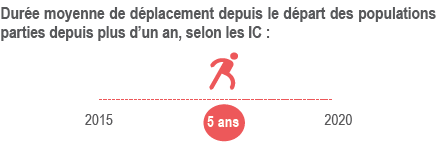 Durée moyenne de déplacement depuis le départ des populations
parties depuis plus d'un an, selon les IC :
2015
5 ans
2020